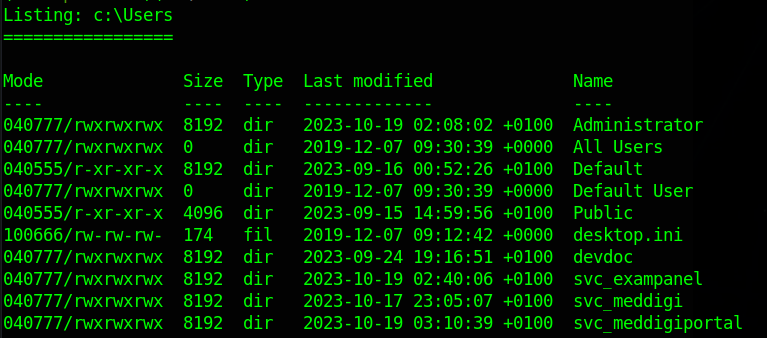 Listing: c:\Users
=================
Mode Size Type Last modified Name
---- ---- ---- ------------- ----
040777/rwxrwxrwx 8192 dir 2023-10-19 02:08:02 +0100 Administrator
040777/rwxrwxrwx 0 dir 2019-12-07 09:30:39 +0000 All Users
040555/r-xr-xr-x 8192 dir 2023-09-16 00:52:26 +0100 Default
040777/rwxrwxrwx 0 dir 2019-12-07 09:30:39 +0000 Default User
040555/r-xr-xr-x 4096 dir 2023-09-15 14:59:56 +0100 Public
100666/rw-rw-rw- 174 fil 2019-12-07 09:12:42 +0000 desktop.ini
040777/rwxrwxrwx 8192 dir 2023-09-24 19:16:51 +0100 devdoc
040777/rwxrwxrwx 8192 dir 2023-10-19 02:40:06 +0100 svc_exampanel
040777/rwxrwxrwx 8192 dir 2023-10-17 23:05:07 +0100 svc_meddigi
040777/rwxrwxrwx 8192 dir 2023-10-19 03:10:39 +0100 svc_meddigiportal